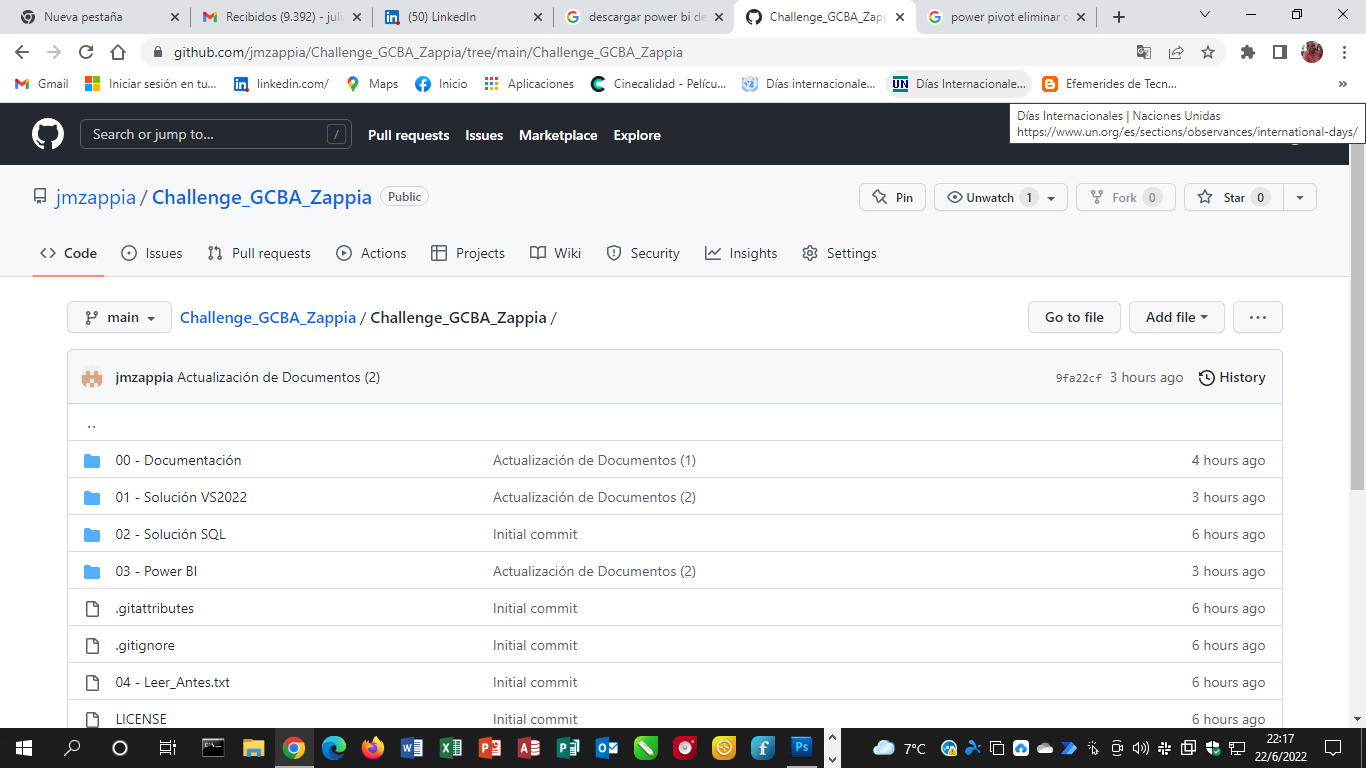 Nueva pestaña
Recibidos (9.392) - juli
(50) LinkedIn
descargar power bi de
Challenge_GCBA_Zapp
power pivot eliminar c
github.com/jmzappia/Challenge_GCBA_Zappia/tree/main/Challenge_GCBA_Zappia
Gmail
Iniciar sesión en tu...
linkedin.com/
Maps
Inicio
Aplicaciones
Cinecalidad - Pelícu...
Días internacionale...
UN Días Internacionale...
Efemerides de Tecn...
»
Días Internacionales | Naciones Unidas
https://www.un.org/es/sections/observances/international-days/
Search or jump to... /
Pull requests
Issues
Marketplace
Explore
jmzappia / Challenge_GCBA_Zappia Public
Pin
Unwatch 1
Fork 0
Star 0
Code
Issues
Pull requests
Actions
Projects
Wiki
Security
Insights
Settings
main
Challenge_GCBA_Zappia / Challenge_GCBA_Zappia /
Go to file
Add file
...
jmzappia Actualización de Documentos (2) 9fa22cf 3 hours ago History
..
00 - Documentación Actualización de Documentos (1) 4 hours ago
01 - Solución VS2022 Actualización de Documentos (2) 3 hours ago
02 - Solución SQL Initial commit 6 hours ago
03 - Power BI Actualización de Documentos (2) 3 hours ago
.gitattributes Initial commit 6 hours ago
.gitignore Initial commit 6 hours ago
04 - Leer_Antes.txt Initial commit 6 hours ago
LICENSE Initial commit 6 hours ago
7°C
22:17
22/6/2022